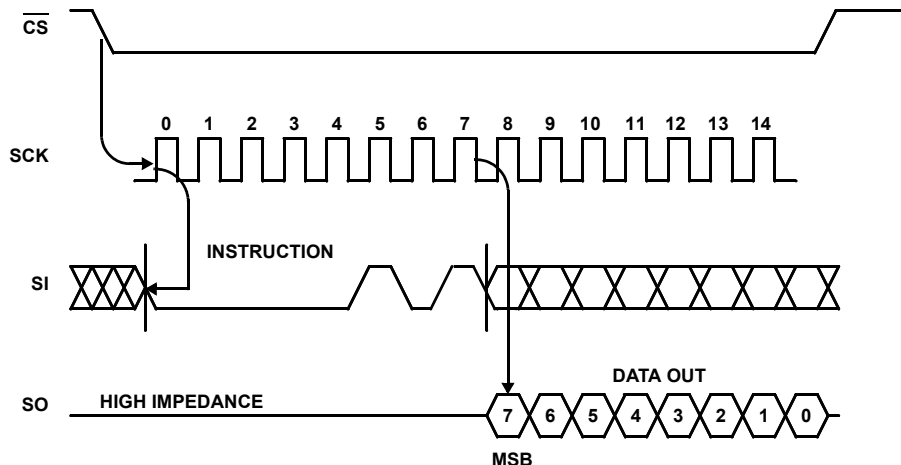 CS
0 1 2 3 4 5 6 7 8 9 10 11 12 13 14
SCK
INSTRUCTION
SI
DATA OUT
SO HIGH IMPEDANCE 7 6 5 4 3 2 1 0
MSB